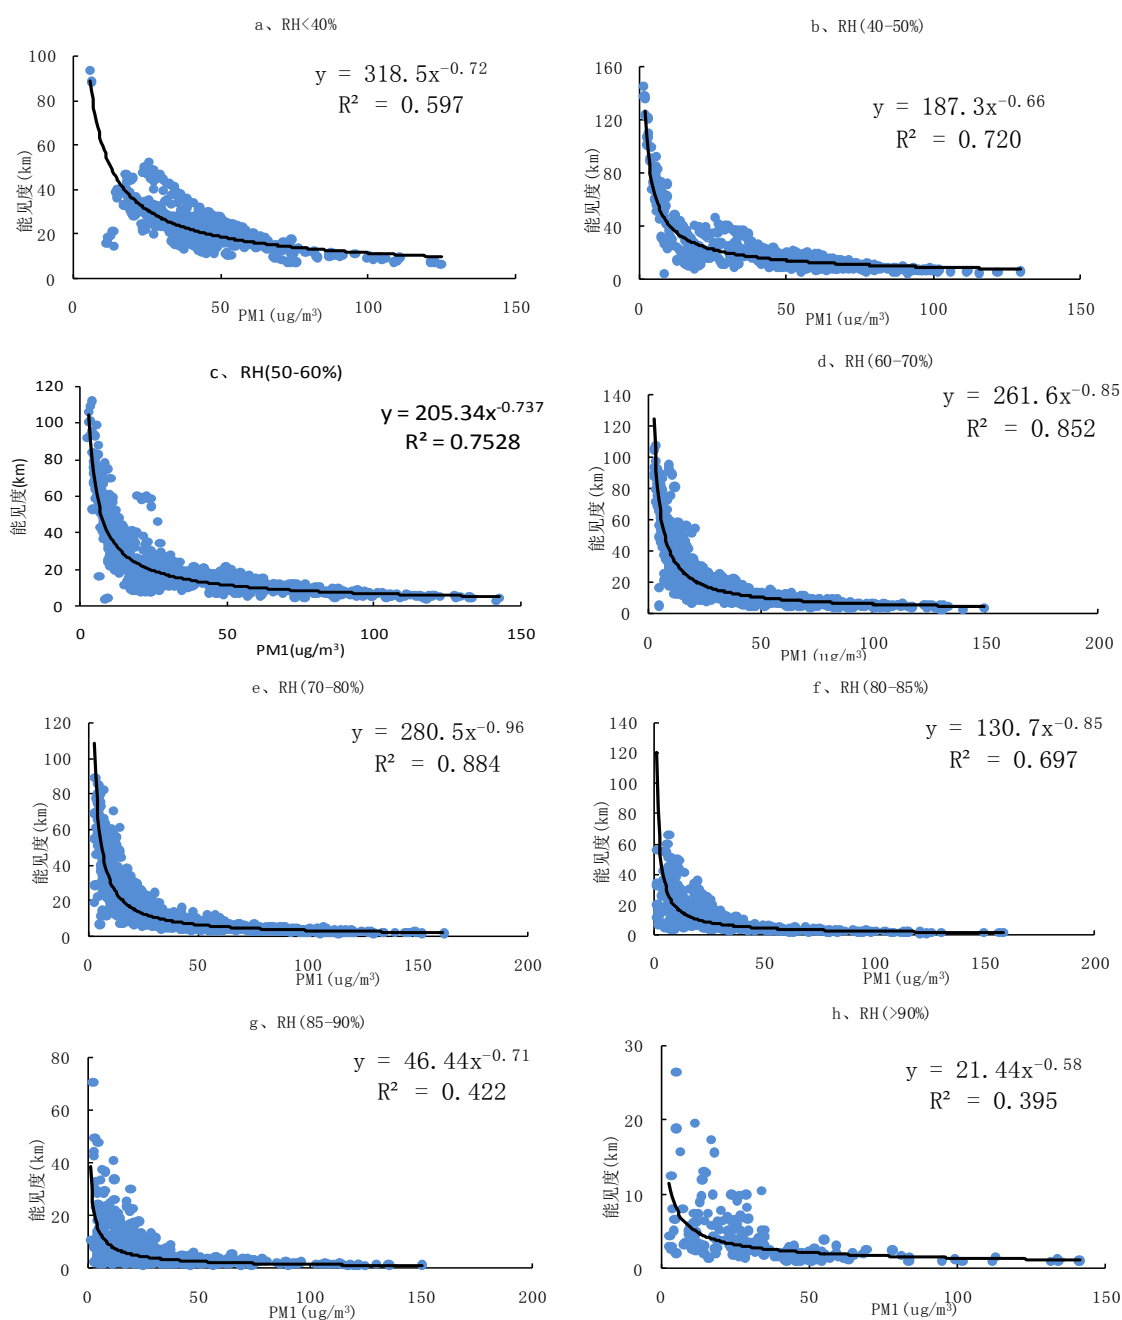 a、RH<40%
y = 318.5x^-0.72
R² = 0.597
能见度(km)
100
80
60
40
20
0
0 50 100 150
PM1(ug/m³)
b、RH(40-50%)
y = 187.3x^-0.66
R² = 0.720
能见度(km)
160
120
80
40
0
0 50 100 150
PM1(ug/m³)
c、RH(50-60%)
y = 205.34x^-0.737
R² = 0.7528
能见度(km)
120
100
80
60
40
20
0
0 50 100 150
PM1(ug/m³)
d、RH(60-70%)
y = 261.6x^-0.85
R² = 0.852
能见度(km)
140
120
100
80
60
40
20
0
0 50 100 150 200
PM1(ug/m³)
e、RH(70-80%)
y = 280.5x^-0.96
R² = 0.884
能见度(km)
120
100
80
60
40
20
0
0 50 100 150 200
PM1(ug/m³)
f、RH(80-85%)
y = 130.7x^-0.85
R² = 0.697
能见度(km)
140
120
100
80
60
40
20
0
0 50 100 150 200
PM1(ug/m³)
g、RH(85-90%)
y = 46.44x^-0.71
R² = 0.422
能见度(km)
80
60
40
20
0
0 50 100 150 200
PM1(ug/m³)
h、RH(>90%)
y = 21.44x^-0.58
R² = 0.395
能见度(km)
30
20
10
0
0 50 100 150
PM1(ug/m³)